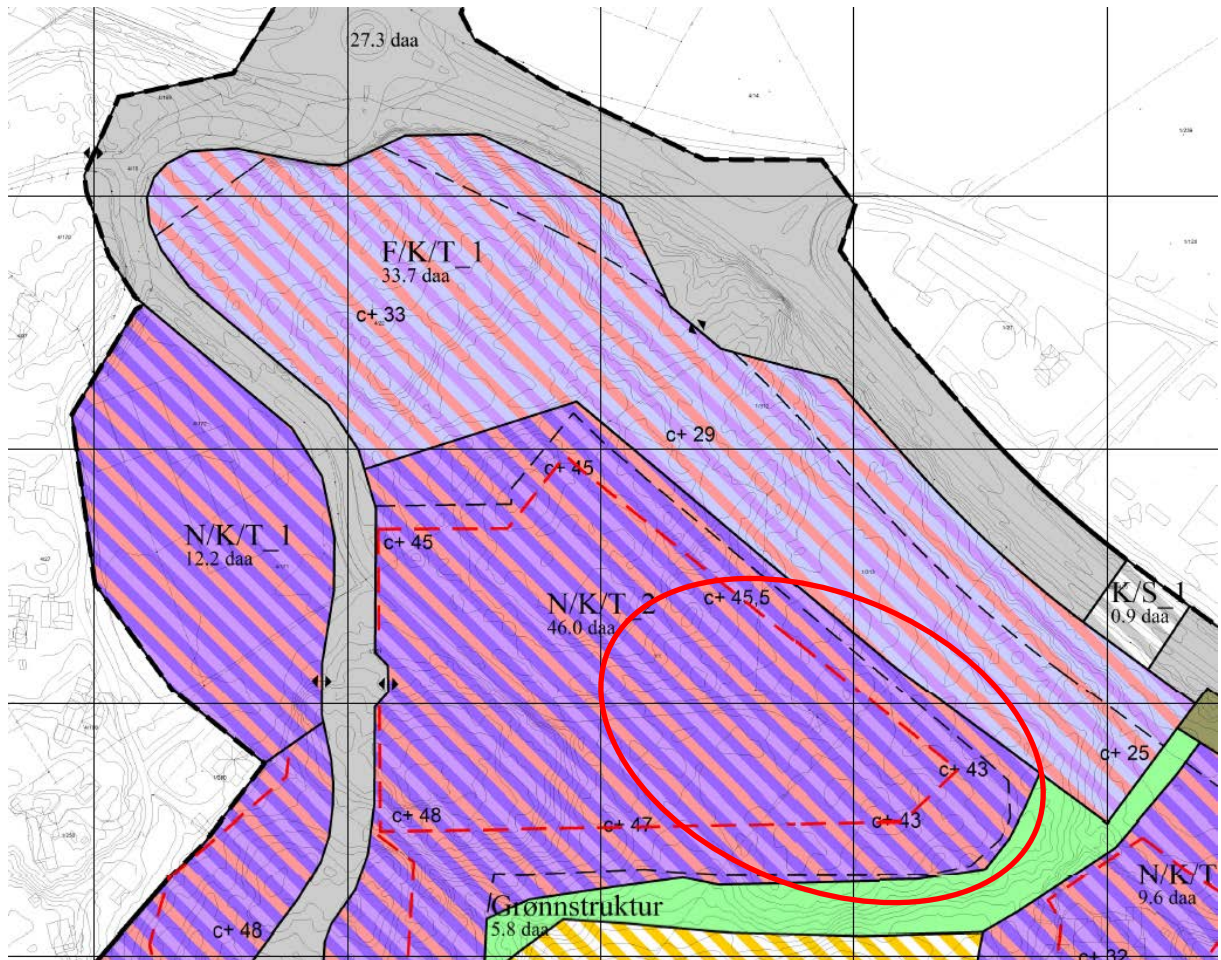 27.3 daa
F/K/T_1
33.7 daa
c+ 33
c+ 29
c+ 45
N/K/T_1
12.2 daa
c+ 45
N/K/T_2
46.0 daa
c+ 45,5
K/S_1
0.9 daa
c+ 25
c+ 43
c+ 48
c+ 47
c+ 43
Grønnstruktur
5.8 daa
N/K/T
9.6 daa
c+ 48
c+ 32